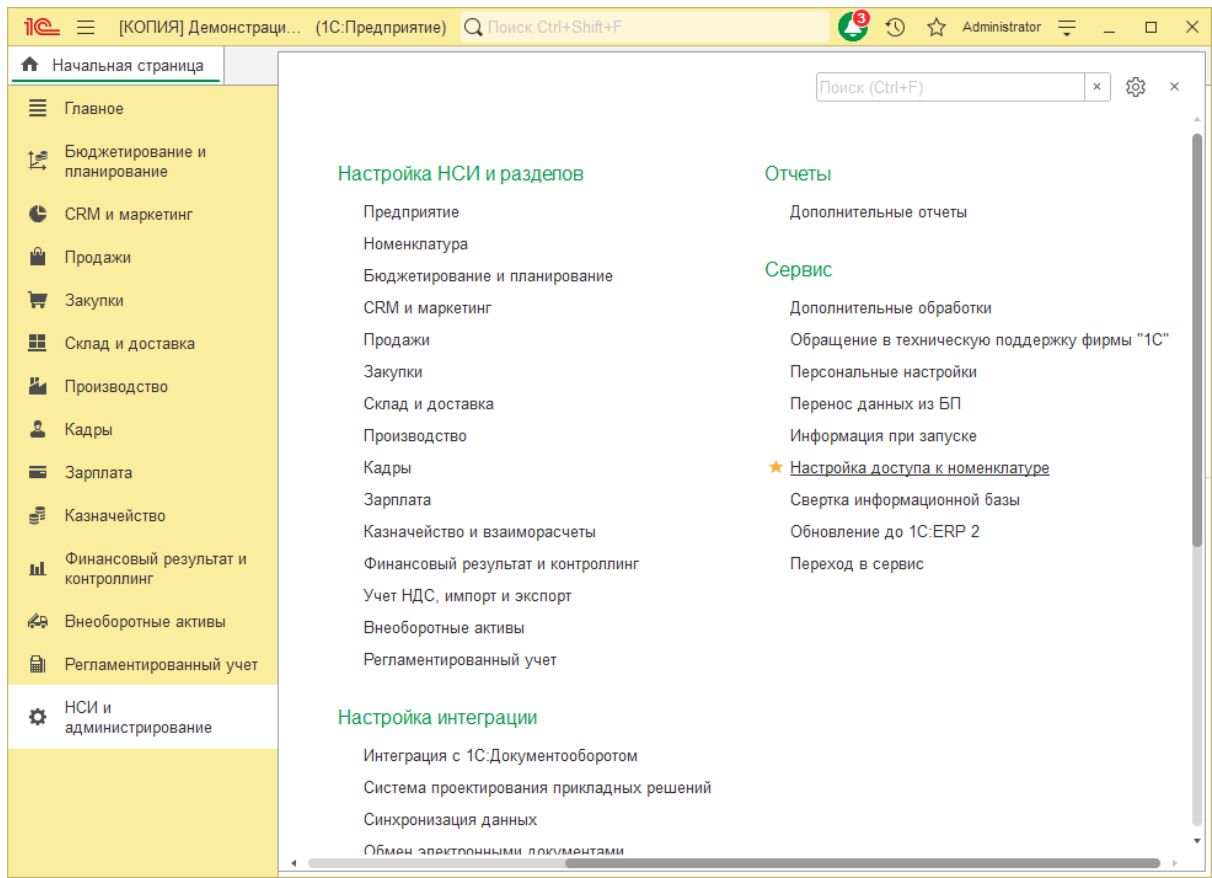 1С [КОПИЯ] Демонстраци... (1С:Предприятие) Поиск Ctrl+Shift+F 3 Administrator
Начальная страница
Поиск (Ctrl+F)
Главное
Бюджетирование и
планирование
CRM и маркетинг
Продажи
Закупки
Склад и доставка
Производство
Кадры
Зарплата
Казначейство
Финансовый результат и
контроллинг
Внеоборотные активы
Регламентированный учет
НСИ и
администрирование
Настройка НСИ и разделов
Предприятие
Номенклатура
Бюджетирование и планирование
CRM и маркетинг
Продажи
Закупки
Склад и доставка
Производство
Кадры
Зарплата
Казначейство и взаиморасчеты
Финансовый результат и контроллинг
Учет НДС, импорт и экспорт
Внеоборотные активы
Регламентированный учет
Настройка интеграции
Интеграция с 1С:Документооборотом
Система проектирования прикладных решений
Синхронизация данных
Обмен электронными документами
Отчеты
Дополнительные отчеты
Сервис
Дополнительные обработки
Обращение в техническую поддержку фирмы "1С"
Персональные настройки
Перенос данных из БП
Информация при запуске
Настройка доступа к номенклатуре
Свертка информационной базы
Обновление до 1С:ERP 2
Переход в сервис